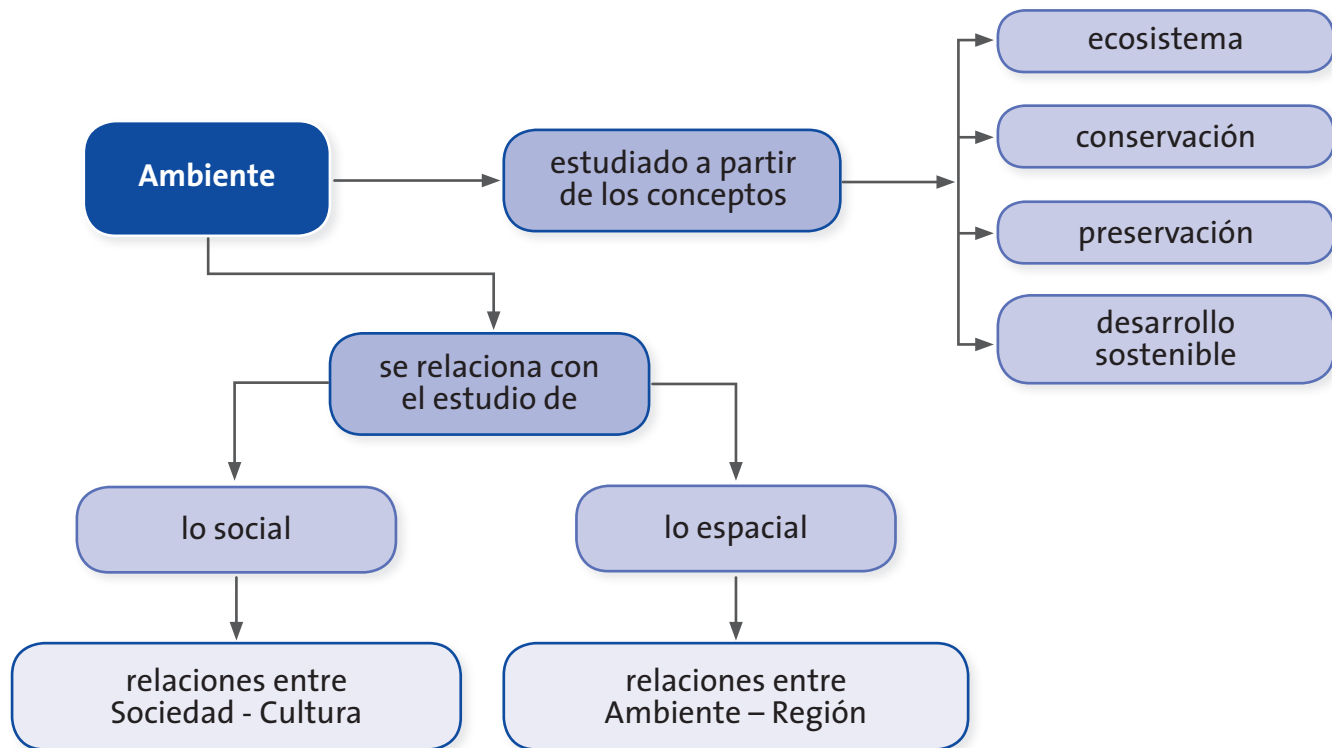 Ambiente
estudiado a partir
de los conceptos
ecosistema
conservación
preservación
desarrollo
sostenible
se relaciona con
el estudio de
lo social
lo espacial
relaciones entre
Sociedad - Cultura
relaciones entre
Ambiente – Región